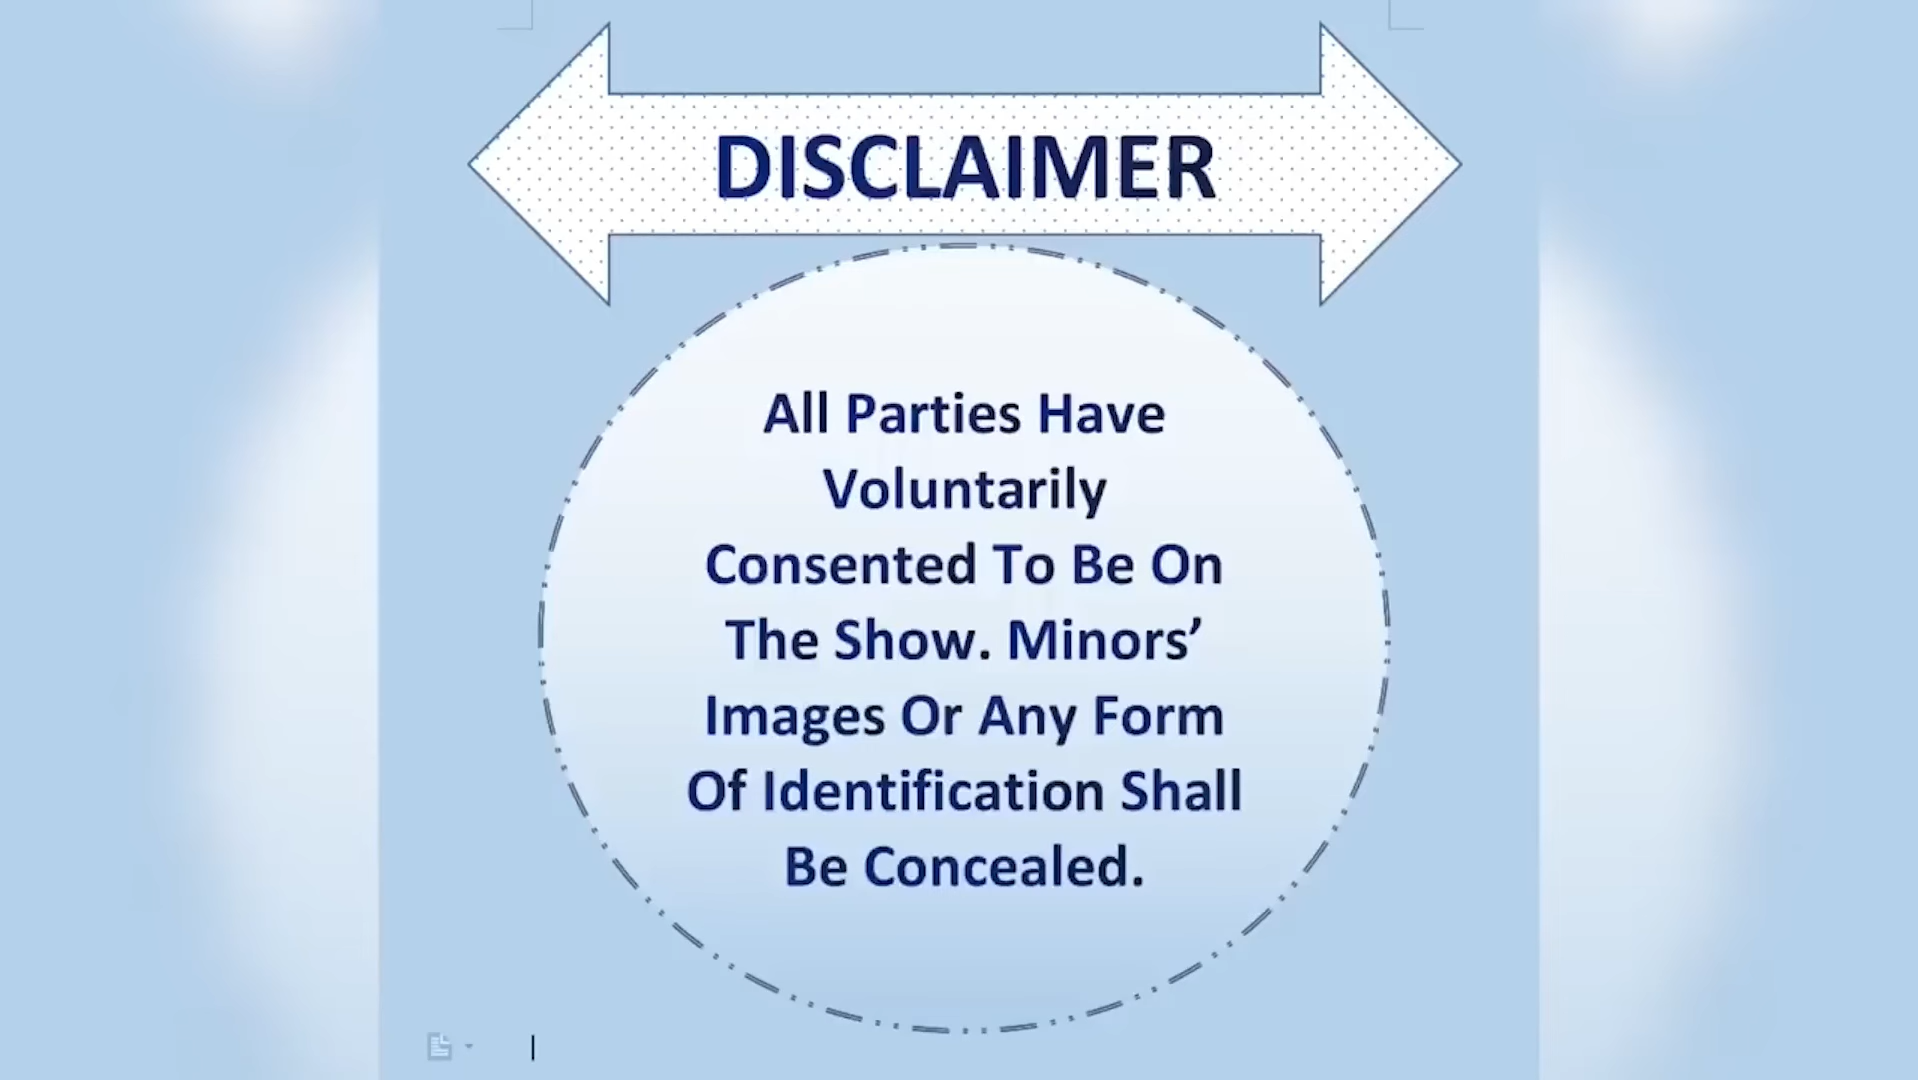 DISCLAIMER
All Parties Have
Voluntarily
Consented To Be On
The Show. Minors’
Images Or Any Form
Of Identification Shall
Be Concealed.